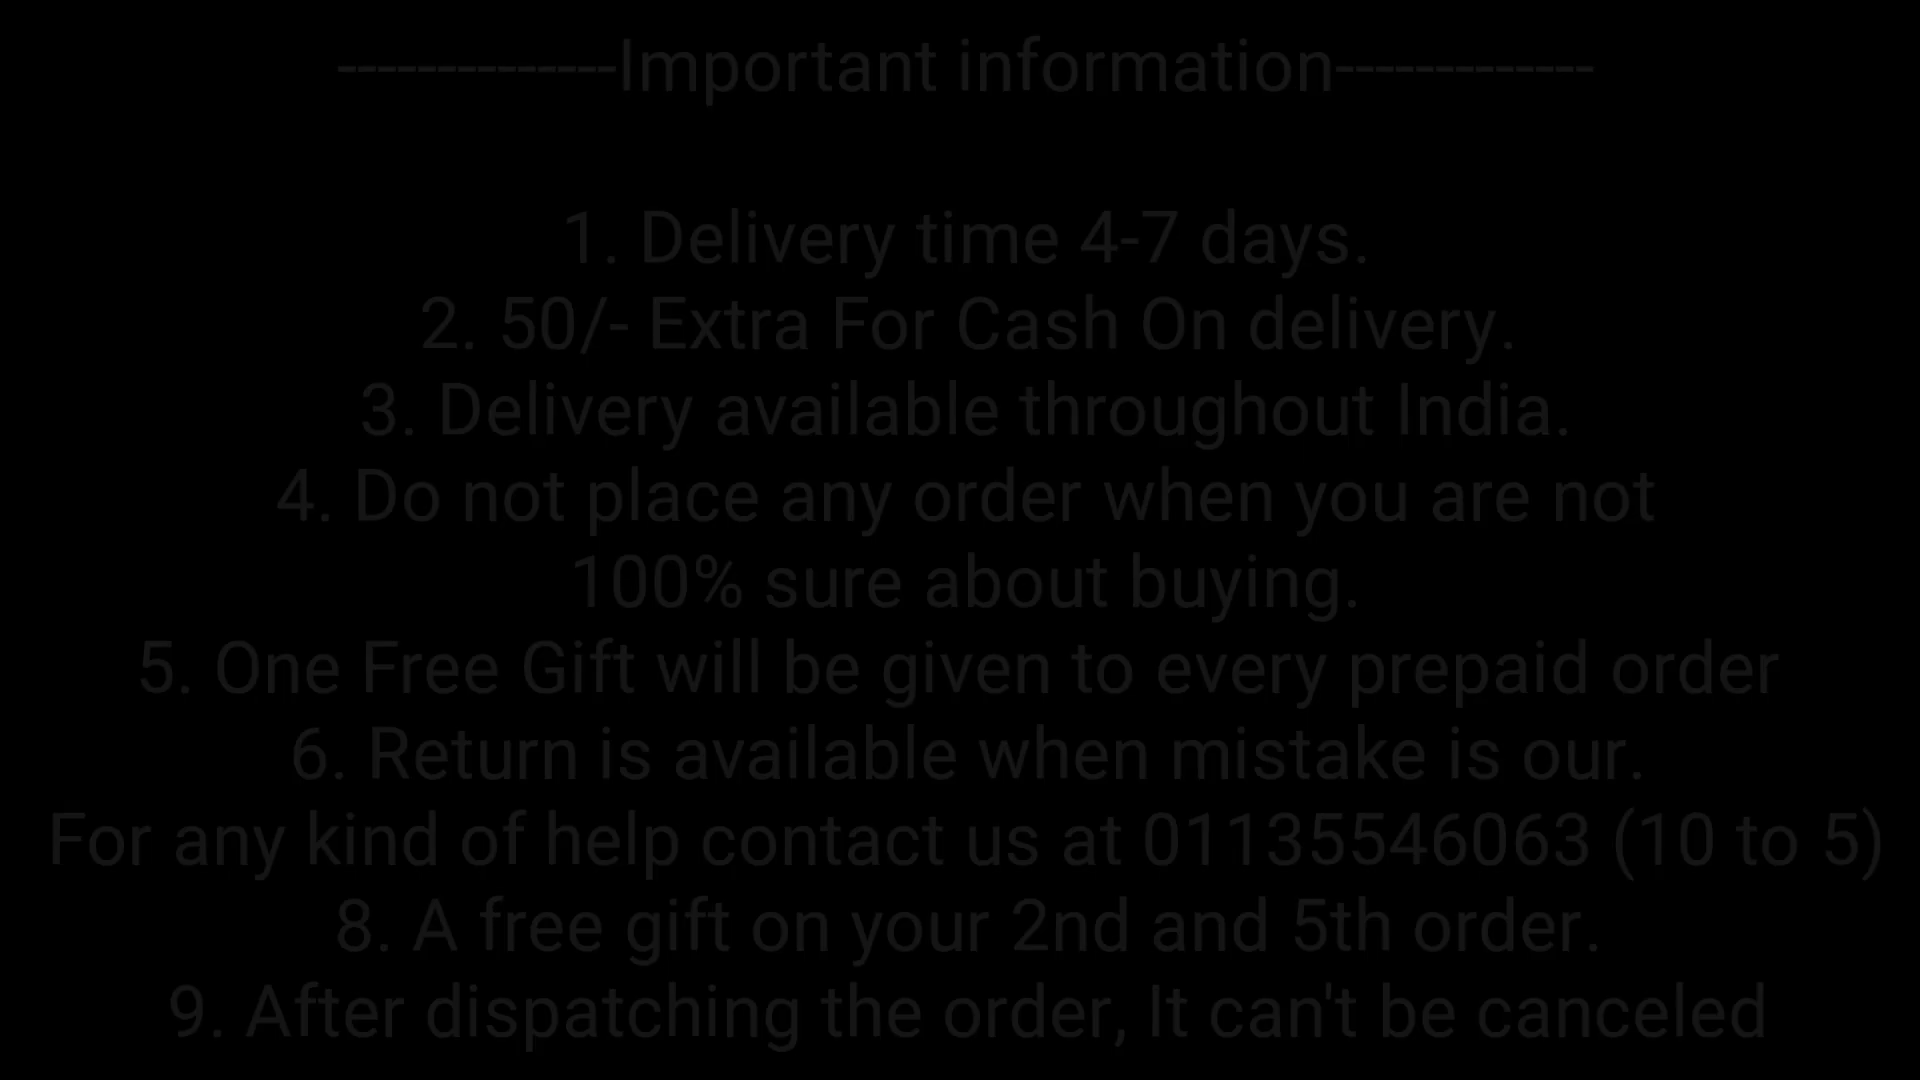 --------------Important information-------------
1. Delivery time 4-7 days.
2. 50/- Extra For Cash On delivery.
3. Delivery available throughout India.
4. Do not place any order when you are not
100% sure about buying.
5. One Free Gift will be given to every prepaid order
6. Return is available when mistake is our.
For any kind of help contact us at 01135546063 (10 to 5)
8. A free gift on your 2nd and 5th order.
9. After dispatching the order, It can't be canceled